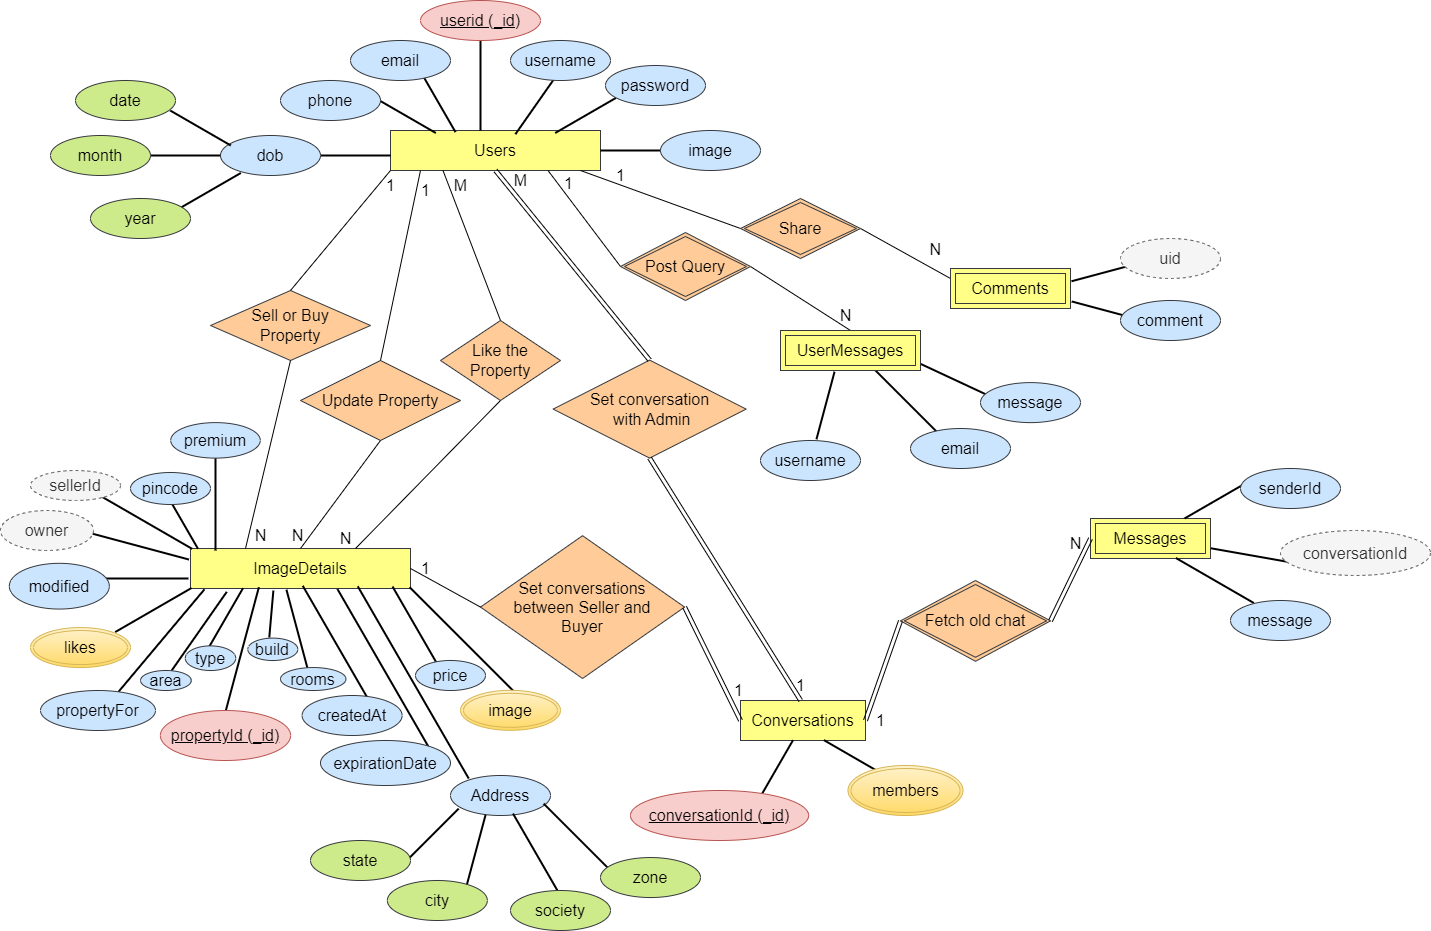 userid (_id)
email
username
phone
password
date
month
dob
year
Users
image
1
1
M
M
1
1
Share
N
uid
Comments
comment
Post Query
N
UserMessages
message
username
email
Sell or Buy
Property
Like the
Property
Update Property
Set conversation
with Admin
premium
sellerId
pincode
owner
N
N
N
ImageDetails
1
modified
likes
area
type
build
rooms
price
propertyFor
propertyId (_id)
createdAt
image
expirationDate
Set conversations
between Seller and
Buyer
senderId
N
Messages
conversationId
message
Fetch old chat
1
1
Conversations
1
members
conversationId (_id)
Address
state
city
society
zone